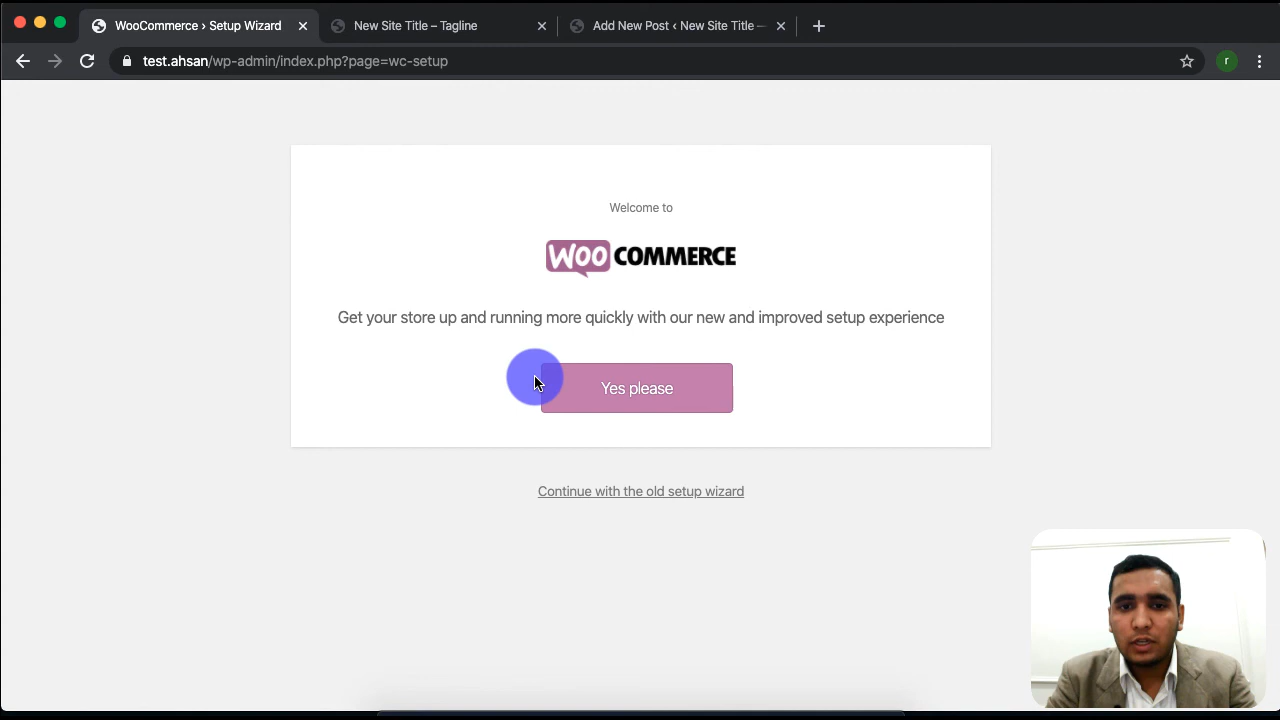 WooCommerce › Setup Wizard
New Site Title – Tagline
Add New Post ‹ New Site Title –
test.ahsan/wp-admin/index.php?page=wc-setup
r
Welcome to
WOO COMMERCE
Get your store up and running more quickly with our new and improved setup experience
Yes please
Continue with the old setup wizard